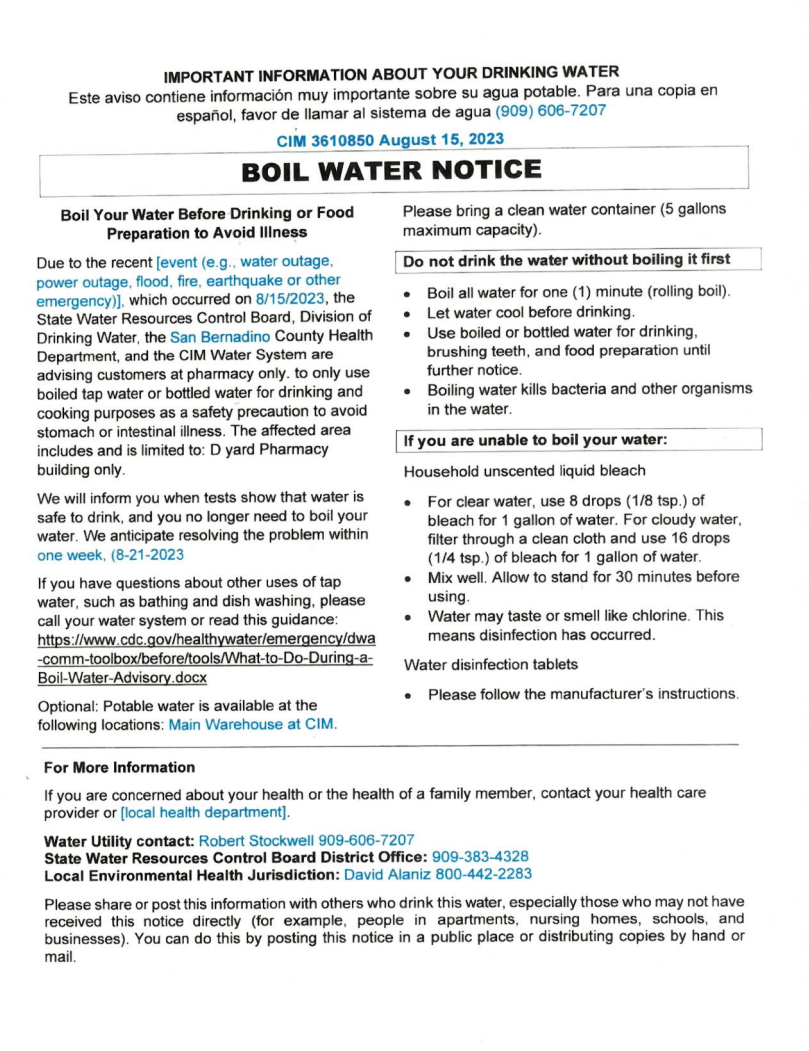 IMPORTANT INFORMATION ABOUT YOUR DRINKING WATER
Este aviso contiene información muy importante sobre su agua potable. Para una copia en
español, favor de llamar al sistema de agua (909) 606-7207
CIM 3610850 August 15, 2023
BOIL WATER NOTICE
Boil Your Water Before Drinking or Food
Preparation to Avoid Illness
Due to the recent [event (e.g., water outage,
power outage, flood, fire, earthquake or other
emergency)], which occurred on 8/15/2023, the
State Water Resources Control Board, Division of
Drinking Water, the San Bernadino County Health
Department, and the CIM Water System are
advising customers at pharmacy only. to only use
boiled tap water or bottled water for drinking and
cooking purposes as a safety precaution to avoid
stomach or intestinal illness. The affected area
includes and is limited to: D yard Pharmacy
building only.
We will inform you when tests show that water is
safe to drink, and you no longer need to boil your
water. We anticipate resolving the problem within
one week, (8-21-2023
If you have questions about other uses of tap
water, such as bathing and dish washing, please
call your water system or read this guidance:
https://www.cdc.gov/healthywater/emergency/dwa
-comm-toolbox/before/tools/What-to-Do-During-a-
Boil-Water-Advisory.docx
Optional: Potable water is available at the
following locations: Main Warehouse at CIM.
Please bring a clean water container (5 gallons
maximum capacity).
Do not drink the water without boiling it first
• Boil all water for one (1) minute (rolling boil).
• Let water cool before drinking.
• Use boiled or bottled water for drinking,
brushing teeth, and food preparation until
further notice.
• Boiling water kills bacteria and other organisms
in the water.
If you are unable to boil your water:
Household unscented liquid bleach
• For clear water, use 8 drops (1/8 tsp.) of
bleach for 1 gallon of water. For cloudy water,
filter through a clean cloth and use 16 drops
(1/4 tsp.) of bleach for 1 gallon of water.
• Mix well. Allow to stand for 30 minutes before
using.
• Water may taste or smell like chlorine. This
means disinfection has occurred.
Water disinfection tablets
• Please follow the manufacturer's instructions.
For More Information
If you are concerned about your health or the health of a family member, contact your health care
provider or [local health department].
Water Utility contact: Robert Stockwell 909-606-7207
State Water Resources Control Board District Office: 909-383-4328
Local Environmental Health Jurisdiction: David Alaniz 800-442-2283
Please share or post this information with others who drink this water, especially those who may not have
received this notice directly (for example, people in apartments, nursing homes, schools, and
businesses). You can do this by posting this notice in a public place or distributing copies by hand or
mail.